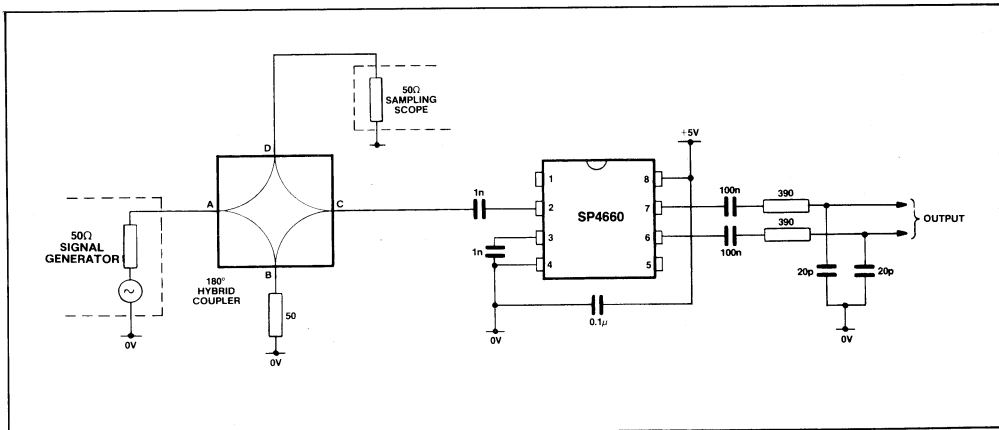 50Ω
SAMPLING
SCOPE
D
+5V
1n
1
8
100n
390
A
C
2
SP4660
7
OUTPUT
50Ω
SIGNAL
GENERATOR
3
6
390
1n
4
5
100n
20p
20p
B
180°
HYBRID
COUPLER
50
0.1µ
0V
0V
0V
0V